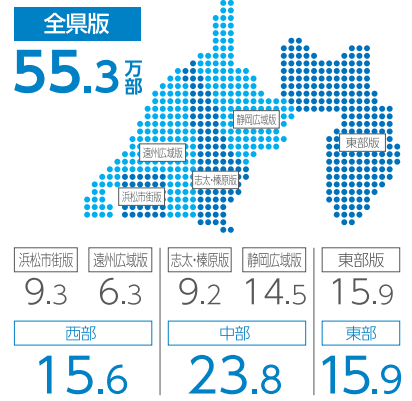 全県版
55.3万部
静岡広域版
東部版
遠州広域版
志太・榛原版
浜松市街版
浜松市街版 遠州広域版 志太・榛原版 静岡広域版 東部版
9.3 6.3 9.2 14.5 15.9
西部 中部 東部
15.6 23.8 15.9